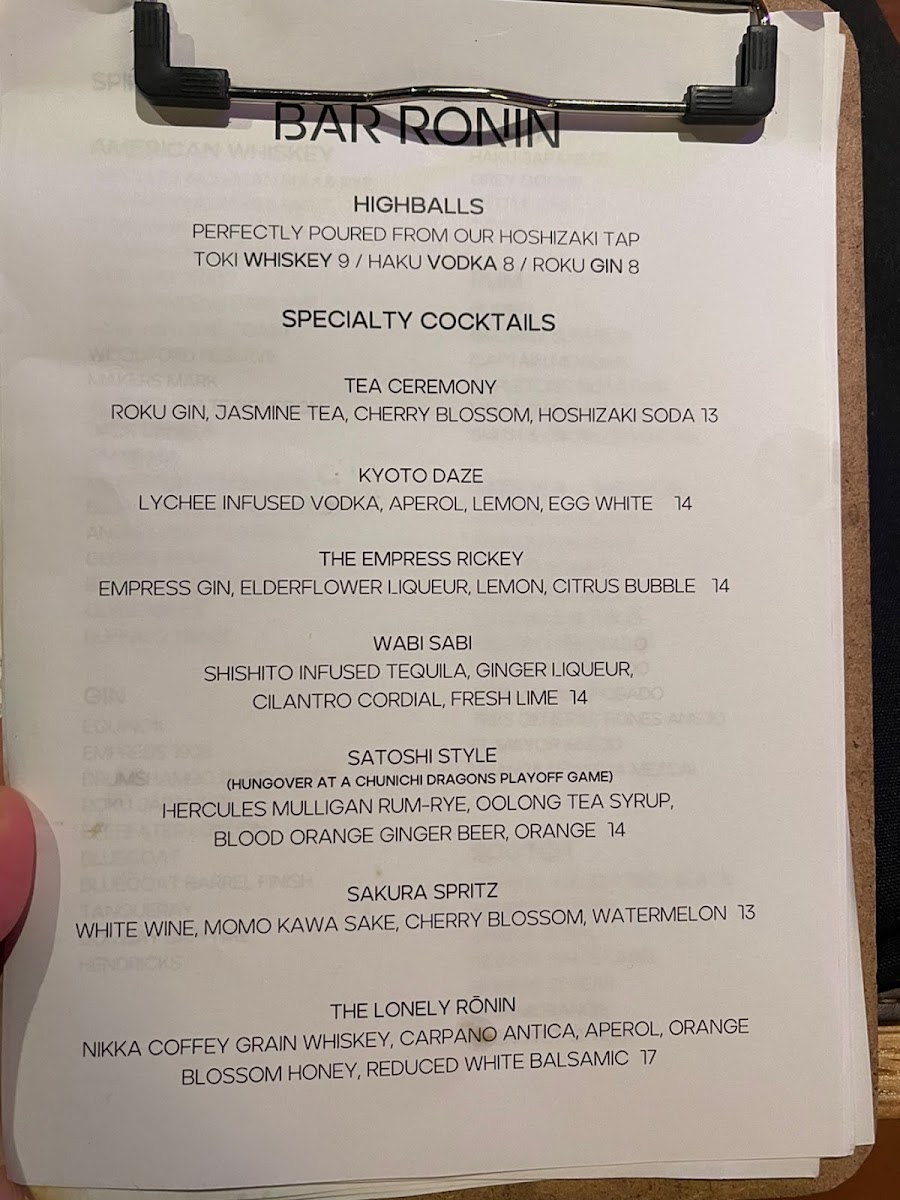 BAR RONIN
HIGHBALLS
PERFECTLY POURED FROM OUR HOSHIZAKI TAP
TOKI WHISKEY 9 / HAKU VODKA 8 / ROKU GIN 8
SPECIALTY COCKTAILS
TEA CEREMONY
ROKU GIN, JASMINE TEA, CHERRY BLOSSOM, HOSHIZAKI SODA 13
KYOTO DAZE
LYCHEE INFUSED VODKA, APEROL, LEMON, EGG WHITE 14
THE EMPRESS RICKEY
EMPRESS GIN, ELDERFLOWER LIQUEUR, LEMON, CITRUS BUBBLE 14
WABI SABI
SHISHITO INFUSED TEQUILA, GINGER LIQUEUR,
CILANTRO CORDIAL, FRESH LIME 14
SATOSHI STYLE
(HUNGOVER AT A CHUNICHI DRAGONS PLAYOFF GAME)
HERCULES MULLIGAN RUM-RYE, OOLONG TEA SYRUP,
BLOOD ORANGE GINGER BEER, ORANGE 14
SAKURA SPRITZ
WHITE WINE, MOMO KAWA SAKE, CHERRY BLOSSOM, WATERMELON 13
THE LONELY RŌNIN
NIKKA COFFEY GRAIN WHISKEY, CARPANO ANTICA, APEROL, ORANGE
BLOSSOM HONEY, REDUCED WHITE BALSAMIC 17